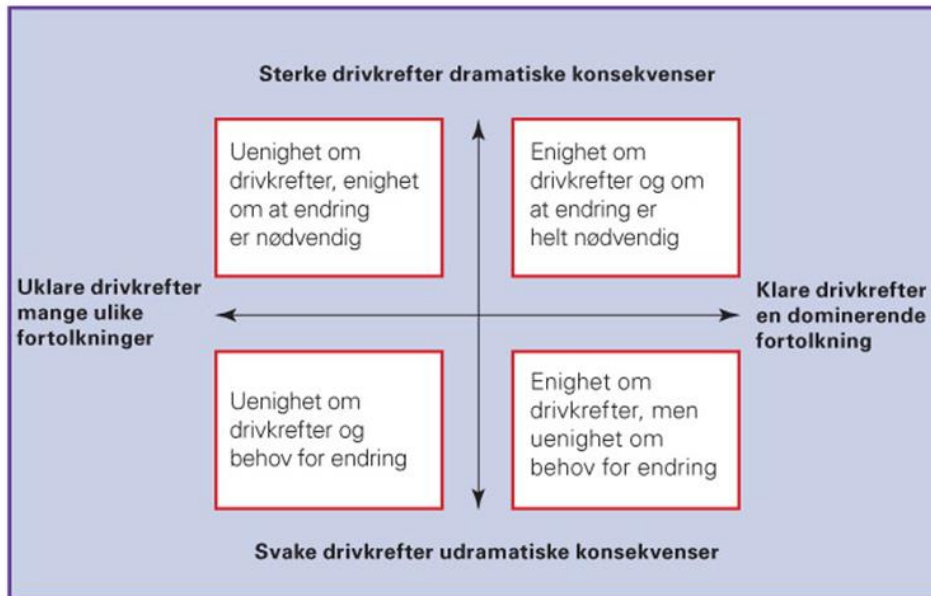 Sterke drivkrefter dramatiske konsekvenser
Uenighet om
drivkrefter, enighet
om at endring
er nødvendig
Enighet om
drivkrefter og om
at endring er
helt nødvendig
Uklare drivkrefter
mange ulike
fortolkninger
Klare drivkrefter
en dominerende
fortolkning
Uenighet om
drivkrefter og
behov for endring
Enighet om
drivkrefter, men
uenighet om
behov for endring
Svake drivkrefter udramatiske konsekvenser